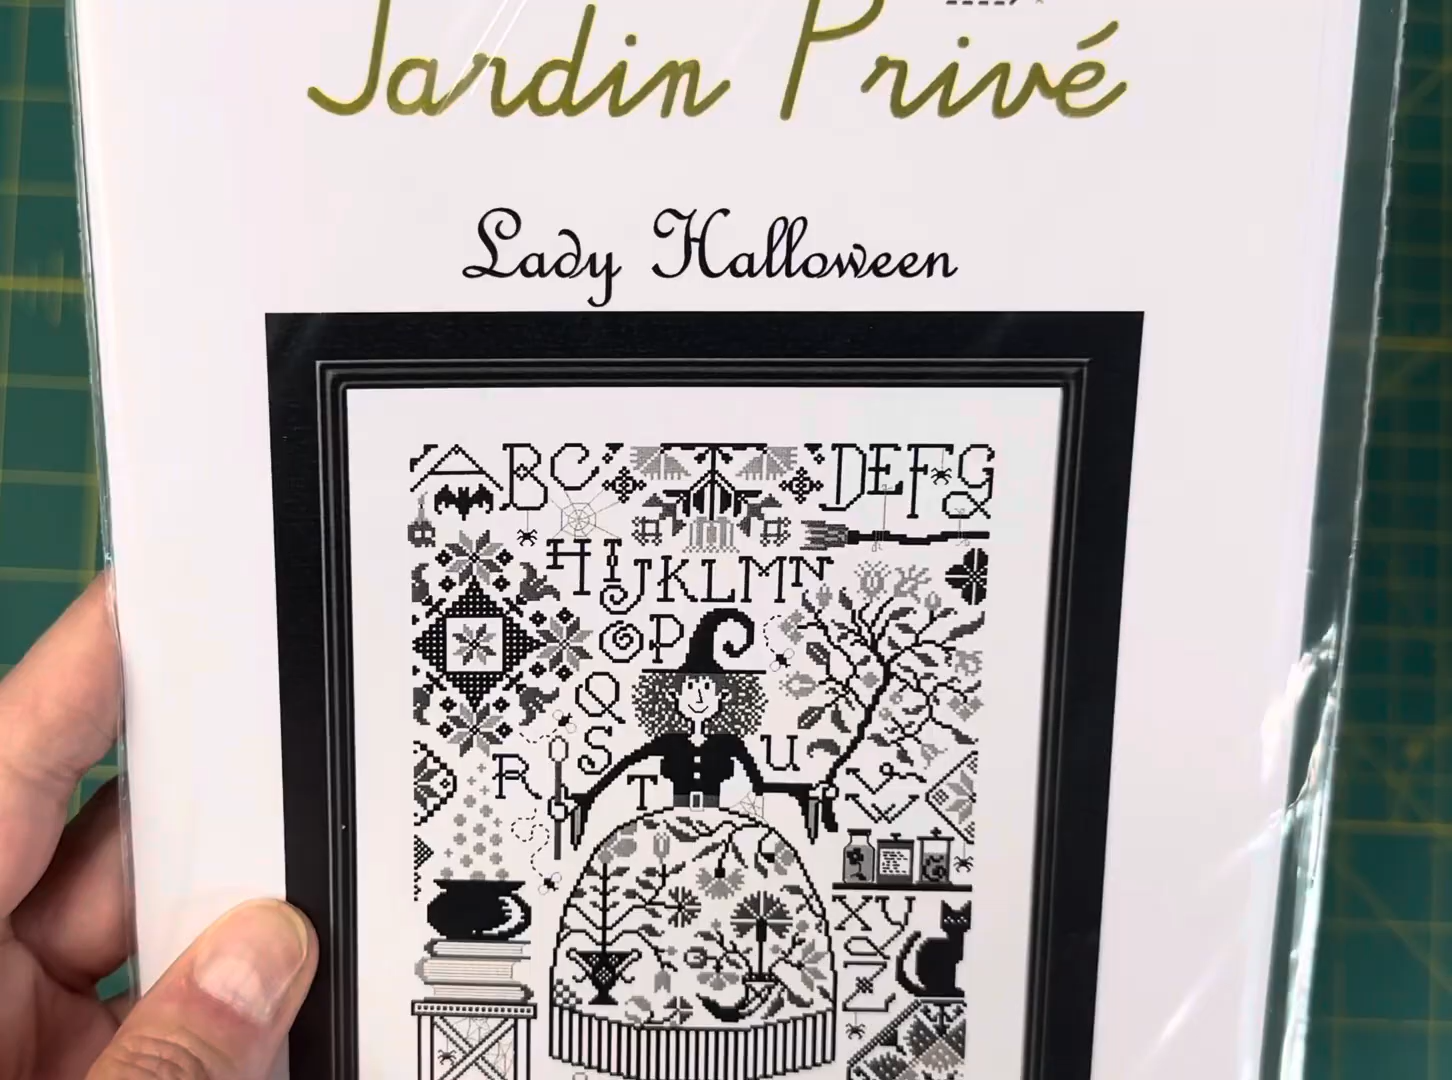 Jardin Privé
Lady Halloween
ABC DEFG
HIJKLMN
OP
Q
S U
R T
V
W
XY
Z